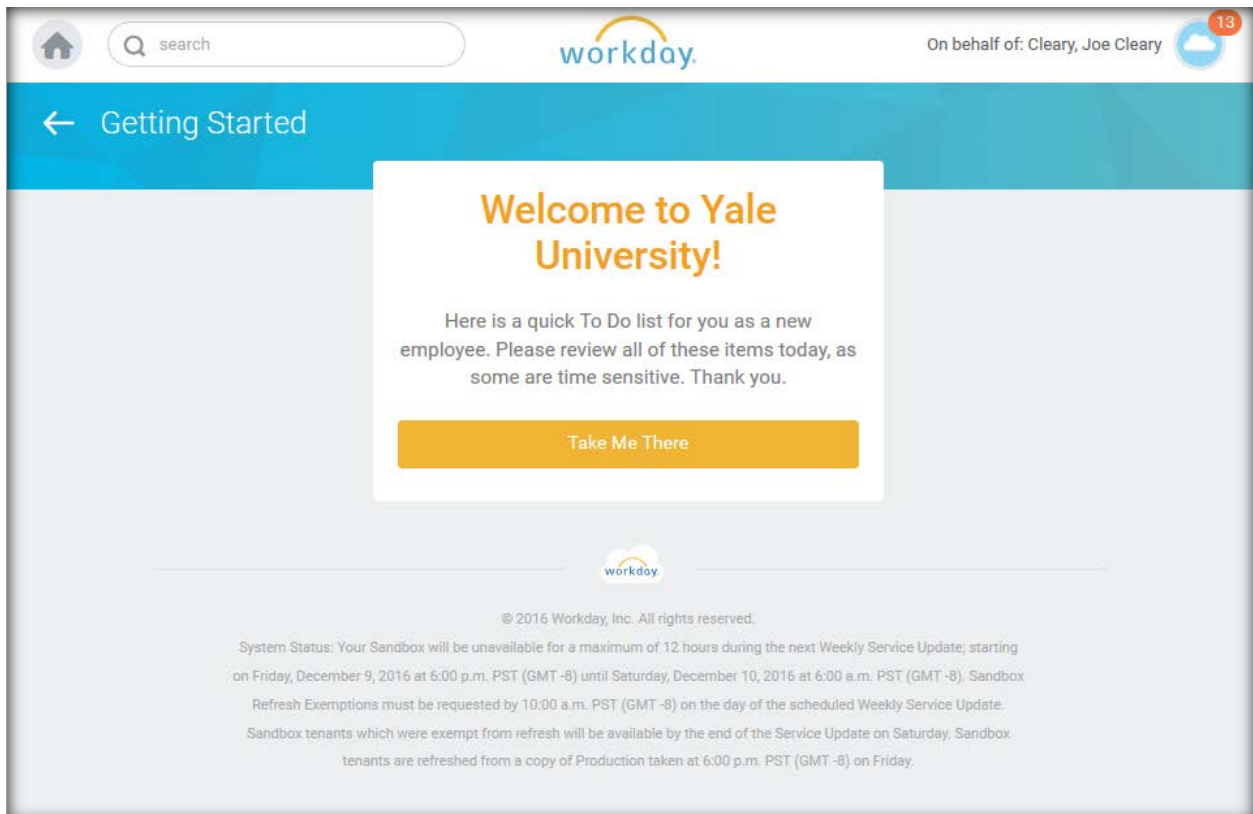 search
workday.
On behalf of: Cleary, Joe Cleary
13
Getting Started
Welcome to Yale
University!
Here is a quick To Do list for you as a new
employee. Please review all of these items today, as
some are time sensitive. Thank you.
Take Me There
workday.
© 2016 Workday, Inc. All rights reserved.
System Status: Your Sandbox will be unavailable for a maximum of 12 hours during the next Weekly Service Update; starting
on Friday, December 9, 2016 at 6:00 p.m. PST (GMT -8) until Saturday, December 10, 2016 at 6:00 a.m. PST (GMT -8). Sandbox
Refresh Exemptions must be requested by 10:00 a.m. PST (GMT -8) on the day of the scheduled Weekly Service Update.
Sandbox tenants which were exempt from refresh will be available by the end of the Service Update on Saturday. Sandbox
tenants are refreshed from a copy of Production taken at 6:00 p.m. PST (GMT -8) on Friday.